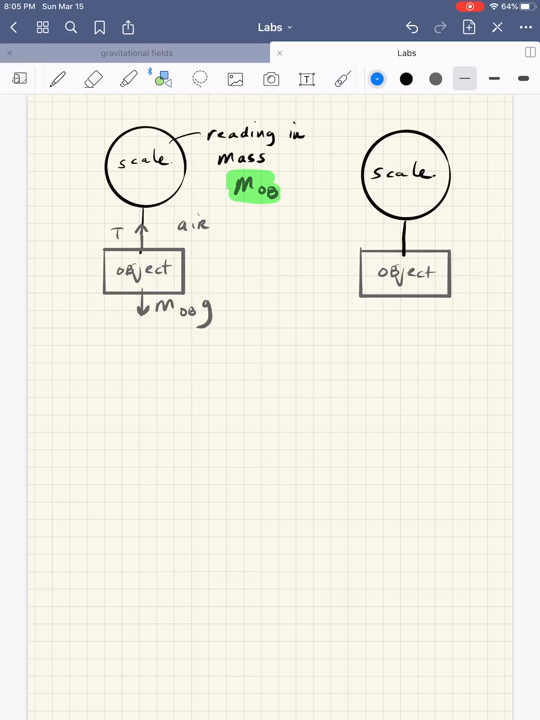 8:05 PM Sun Mar 15
64%
Labs
gravitational fields
Labs
T
scale.
reading in
mass
MOB
T
air
OBject
MOBg
scale.
OBject